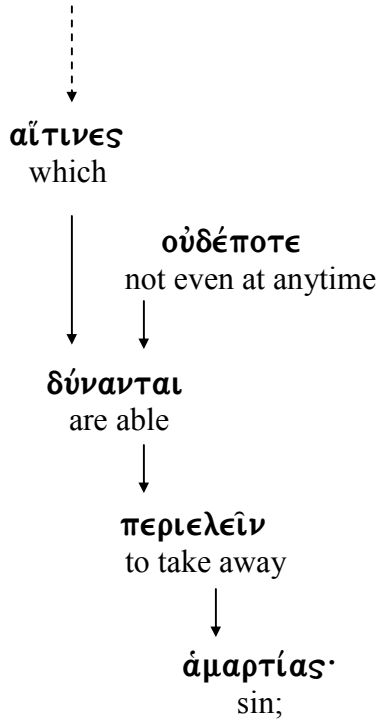 αἵτινες
which
οὐδέποτε
not even at anytime
δύνανται
are able
περιελεῖν
to take away
ἁμαρτίας·
sin;